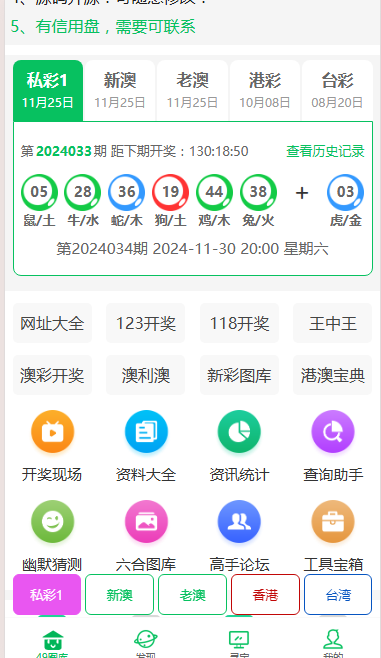 5、有信用盘，需要可联系
私彩1 新澳 老澳 港彩 台彩
11月25日 11月25日 11月25日 10月08日 08月20日
第2024033期 距下期开奖：130:18:50 查看历史记录
05 28 36 19 44 38 + 03
鼠/土 牛/水 蛇/木 狗/土 鸡/木 兔/火 虎/金
第2024034期 2024-11-30 20:00 星期六
网址大全 123开奖 118开奖 王中王
澳彩开奖 澳利澳 新彩图库 港澳宝典
开奖现场 资料大全 资讯统计 查询助手
幽默猜测 六合图库 高手论坛 工具宝箱
私彩1 新澳 老澳 香港 台湾
49图库 发现 寻宝 我的